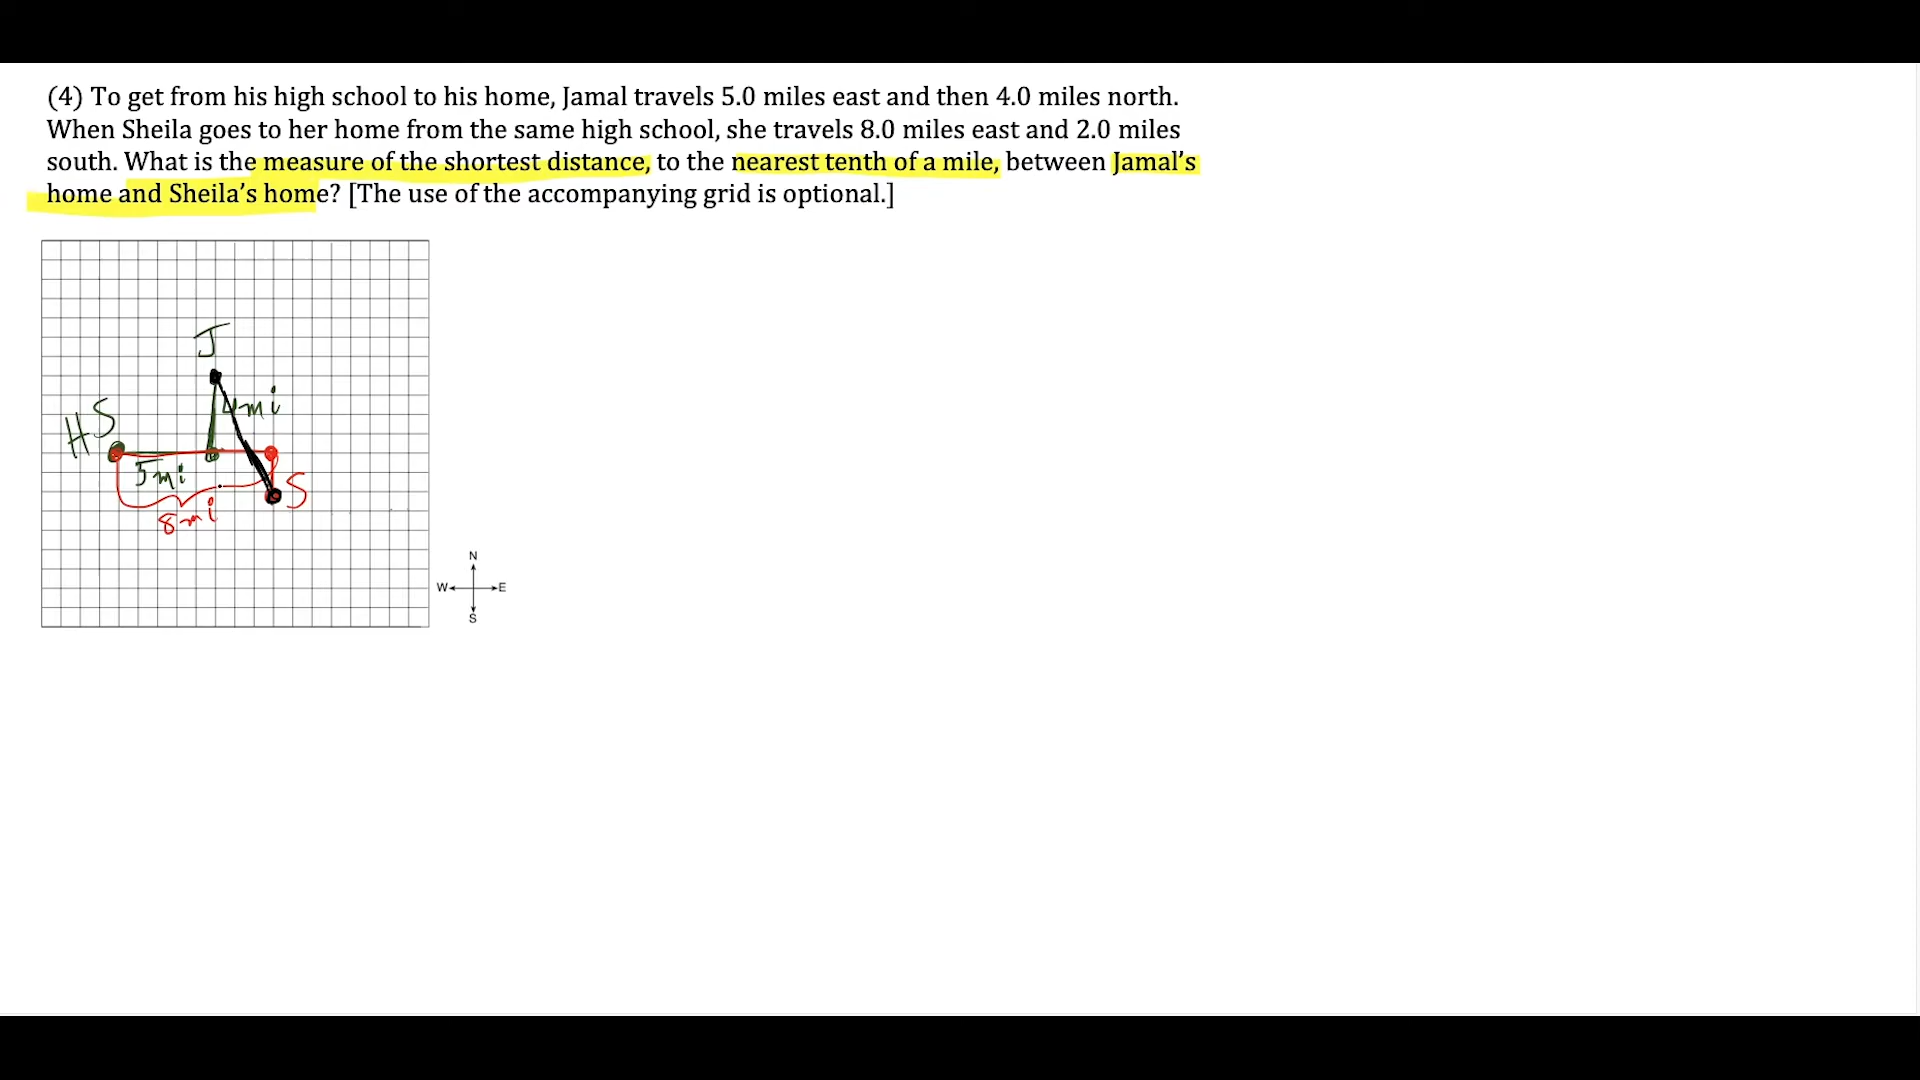 (4) To get from his high school to his home, Jamal travels 5.0 miles east and then 4.0 miles north.
When Sheila goes to her home from the same high school, she travels 8.0 miles east and 2.0 miles
south. What is the measure of the shortest distance, to the nearest tenth of a mile, between Jamal’s
home and Sheila’s home? [The use of the accompanying grid is optional.]
J
4mi
HS
5mi
S
8mi
N
W E
S